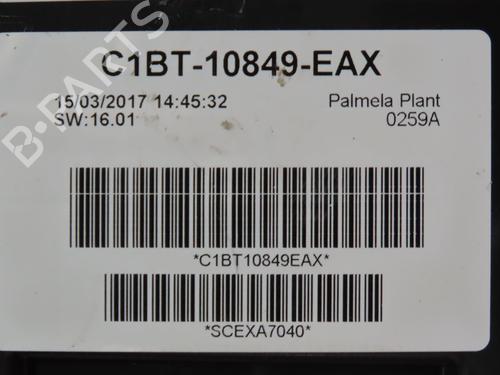 C1BT-10849-EAX
15/03/2017 14:45:32 Palmela Plant
SW:16.01 0259A
*C1BT10849EAX*
*SCEXA7040*
B-PARTS